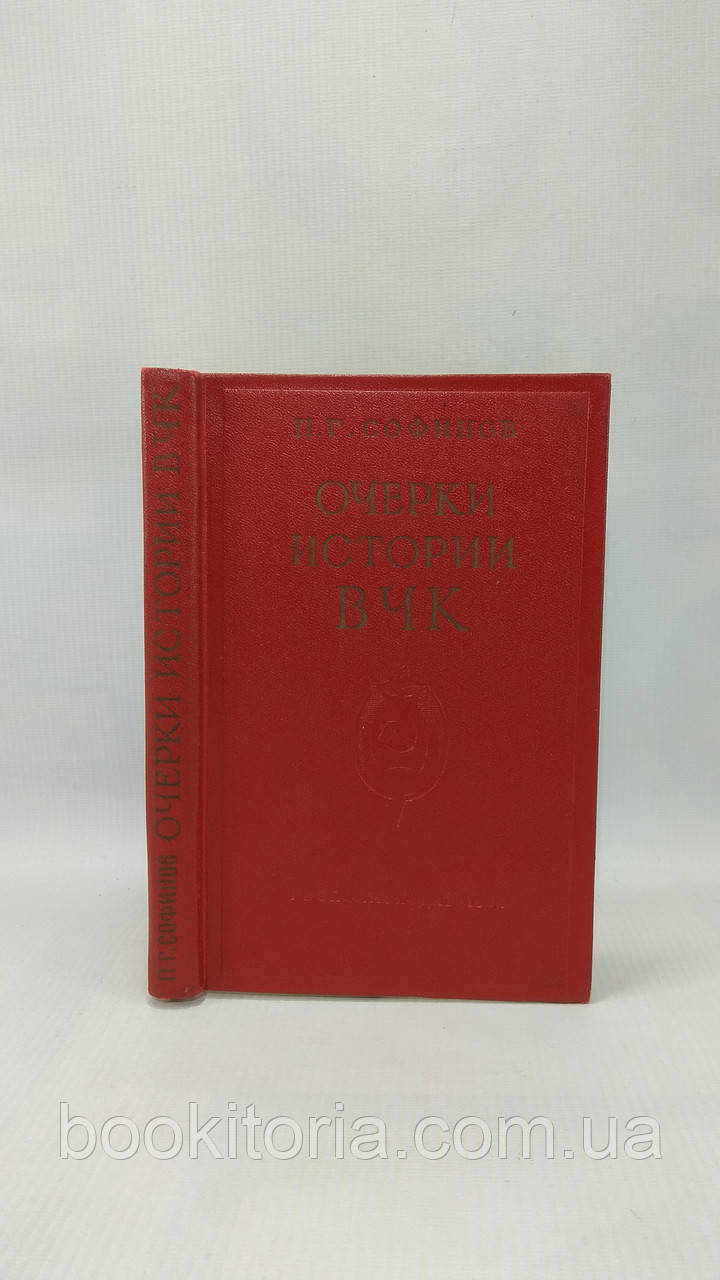 П.Г. СОФИНОВ
ОЧЕРКИ
ИСТОРИИ
ВЧК
П.Г. СОФИНОВ ОЧЕРКИ ИСТОРИИ ВЧК
bookitoria.com.ua